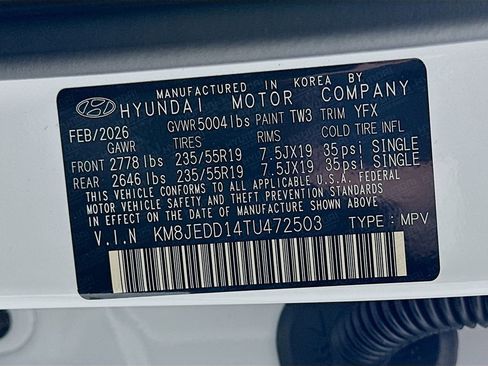 MANUFACTURED IN KOREA BY
HYUNDAI MOTOR COMPANY
FEB/2026 GVWR 5004 lbs PAINT TW3 TRIM YFX
GAWR TIRES RIMS COLD TIRE INFL
FRONT 2778 lbs 235/55R19 7.5JX19 35psi SINGLE
REAR 2646 lbs 235/55R19 7.5JX19 35psi SINGLE
THIS VEHICLE CONFORMS TO ALL APPLICABLE U.S.A. FEDERAL
MOTOR VEHICLE SAFETY AND THEFT PREVENTION STANDARDS
IN EFFECT ON THE DATE OF MANUFACTURE SHOWN ABOVE.
V.I.N KM8JEDD14TU472503 TYPE : MPV